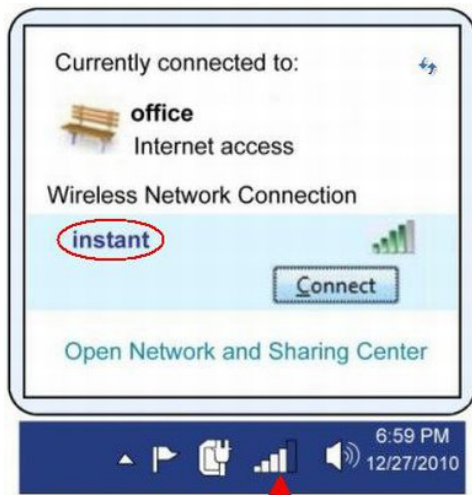 Currently connected to:
office
Internet access
Wireless Network Connection
instant
Connect
Open Network and Sharing Center
6:59 PM
12/27/2010